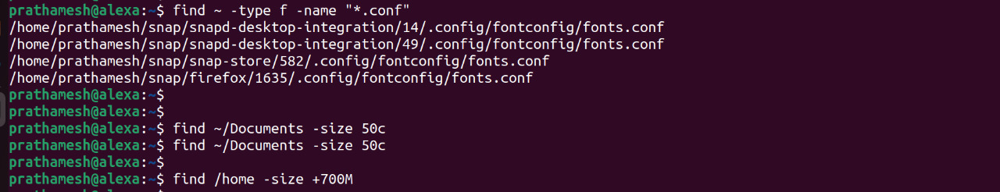 prathamesh@alexa:~$ find ~ -type f -name "*.conf"
/home/prathamesh/snap/snapd-desktop-integration/14/.config/fontconfig/fonts.conf
/home/prathamesh/snap/snapd-desktop-integration/49/.config/fontconfig/fonts.conf
/home/prathamesh/snap/snap-store/582/.config/fontconfig/fonts.conf
/home/prathamesh/snap/firefox/1635/.config/fontconfig/fonts.conf
prathamesh@alexa:~$
prathamesh@alexa:~$
prathamesh@alexa:~$ find ~/Documents -size 50c
prathamesh@alexa:~$ find ~/Documents -size 50c
prathamesh@alexa:~$
prathamesh@alexa:~$ find /home -size +700M